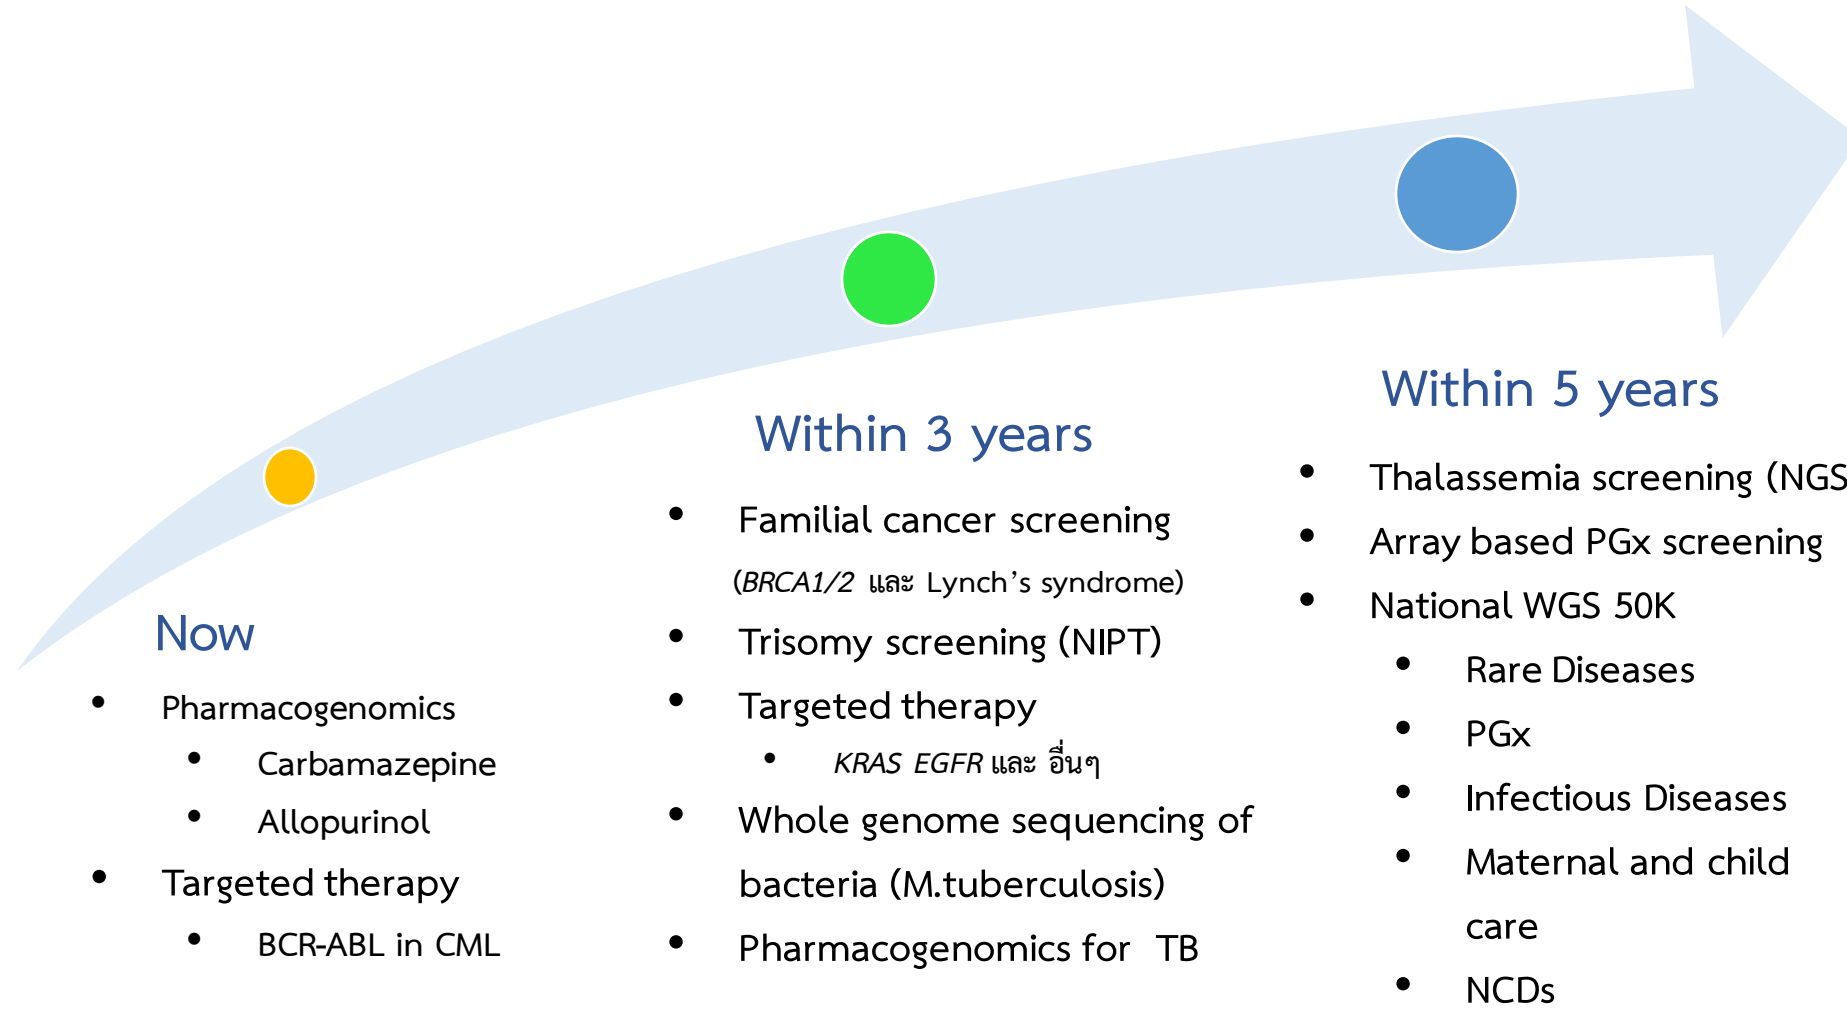 Now
• Pharmacogenomics
• Carbamazepine
• Allopurinol
• Targeted therapy
• BCR-ABL in CML
Within 3 years
• Familial cancer screening
(BRCA1/2 และ Lynch’s syndrome)
• Trisomy screening (NIPT)
• Targeted therapy
• KRAS EGFR และ อื่นๆ
• Whole genome sequencing of
bacteria (M.tuberculosis)
• Pharmacogenomics for TB
Within 5 years
• Thalassemia screening (NGS
• Array based PGx screening
• National WGS 50K
• Rare Diseases
• PGx
• Infectious Diseases
• Maternal and child
care
• NCDs